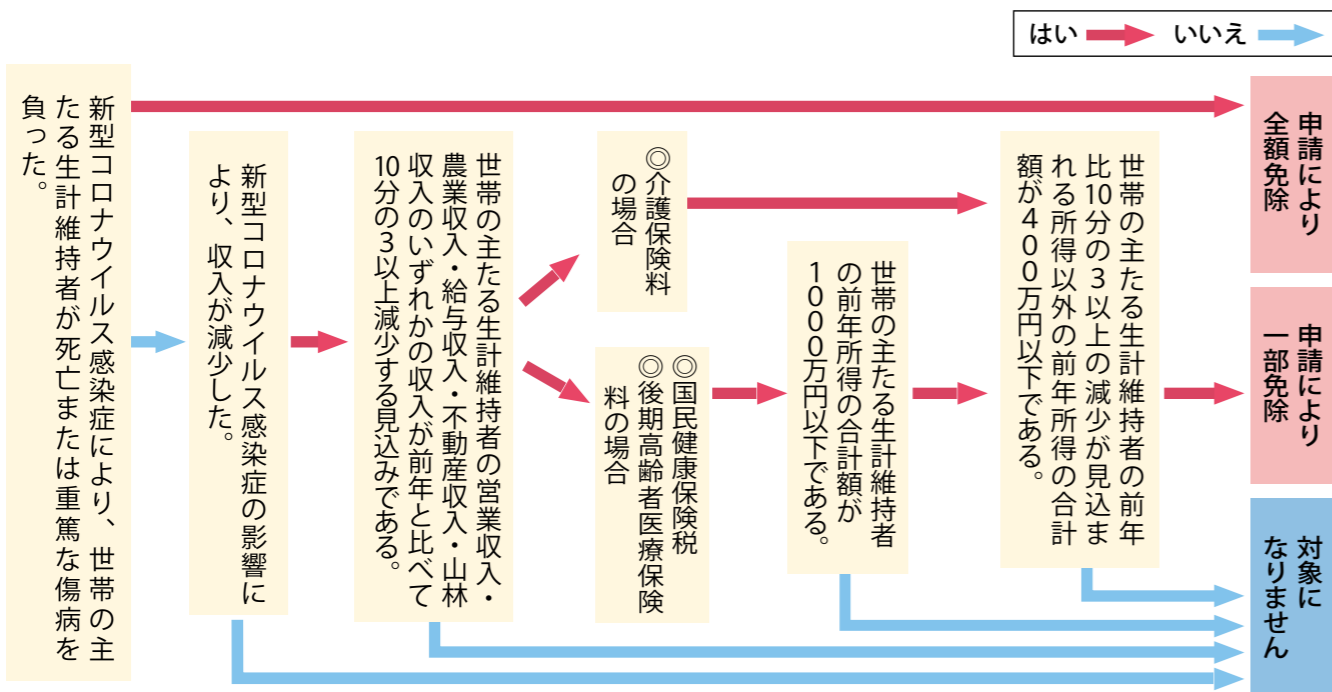 はい
いいえ
新型コロナウイルス感染症により、世帯の主
たる生計維持者が死亡または重篤な傷病を
負った。
新型コロナウイルス感染症の影響に
より、収入が減少した。
世帯の主たる生計維持者の営業収入・
農業収入・給与収入・不動産収入・山林
収入のいずれかの収入が前年と比べて
10分の3以上減少する見込みである。
◎介護保険料
の場合
◎国民健康保険税
◎後期高齢者医療保険
料の場合
世帯の主たる生計維持者
の前年所得の合計額が
1000万円以下である。
世帯の主たる生計維持者の前年
比10分の3以上の減少が見込ま
れる所得以外の前年所得の合計
額が400万円以下である。
申請により
全額免除
申請により
一部免除
対象に
なりません